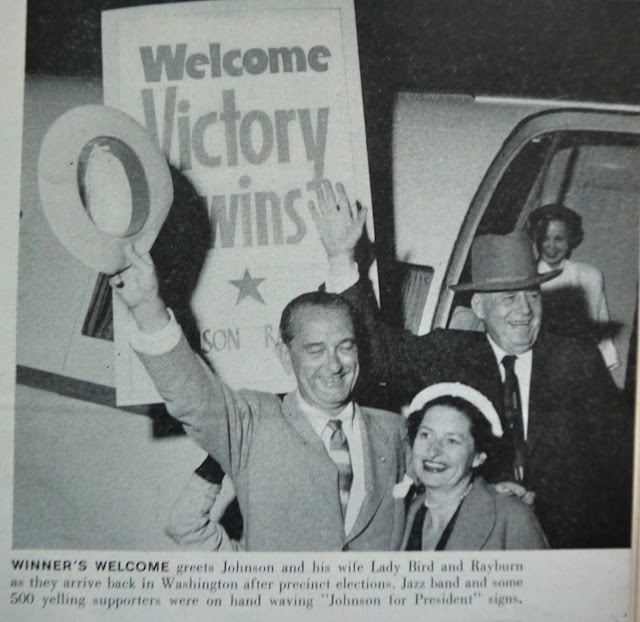 Welcome
Victory
wins
SON R
WINNER'S WELCOME greets Johnson and his wife Lady Bird and Rayburn
as they arrive back in Washington after precinct elections. Jazz band and some
500 yelling supporters were on hand waving "Johnson for President" signs.